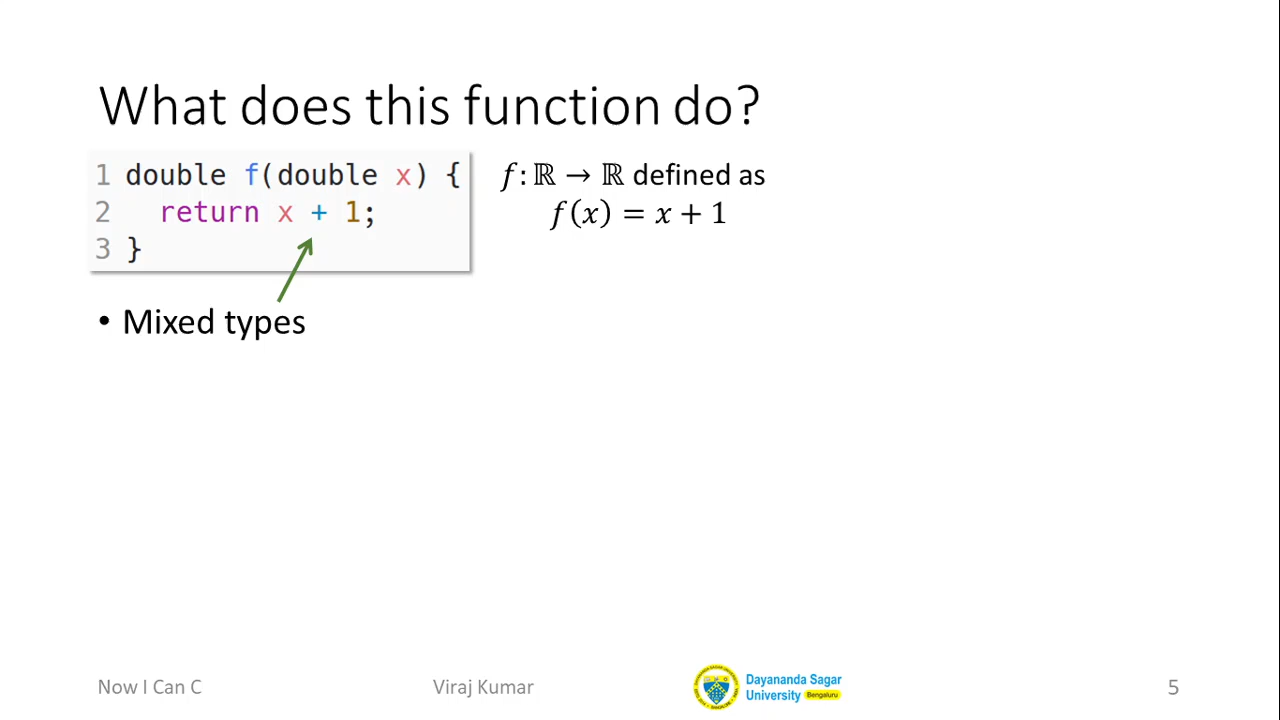 What does this function do?
1 double f(double x) {
2   return x + 1;
3 }
f: ℝ → ℝ defined as
f(x) = x + 1
• Mixed types
Now I Can C
Viraj Kumar
Dayananda Sagar
University Bengaluru
5